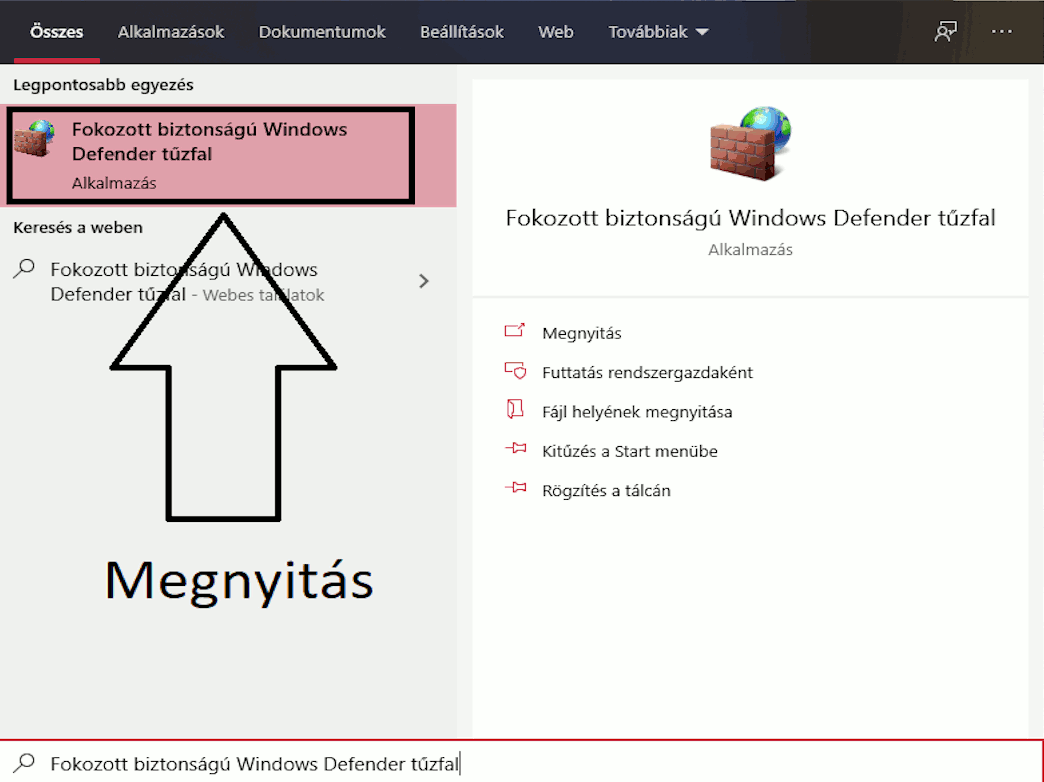 Összes Alkalmazások Dokumentumok Beállítások Web Továbbiak
Legpontosabb egyezés
Fokozott biztonságú Windows
Defender tűzfal
Alkalmazás
Keresés a weben
Fokozott biztonságú Windows
Defender tűzfal - Webes találatok
Megnyitás
Fokozott biztonságú Windows Defender tűzfal
Alkalmazás
Megnyitás
Futtatás rendszergazdaként
Fájl helyének megnyitása
Kitűzés a Start menübe
Rögzítés a tálcán
Fokozott biztonságú Windows Defender tűzfal